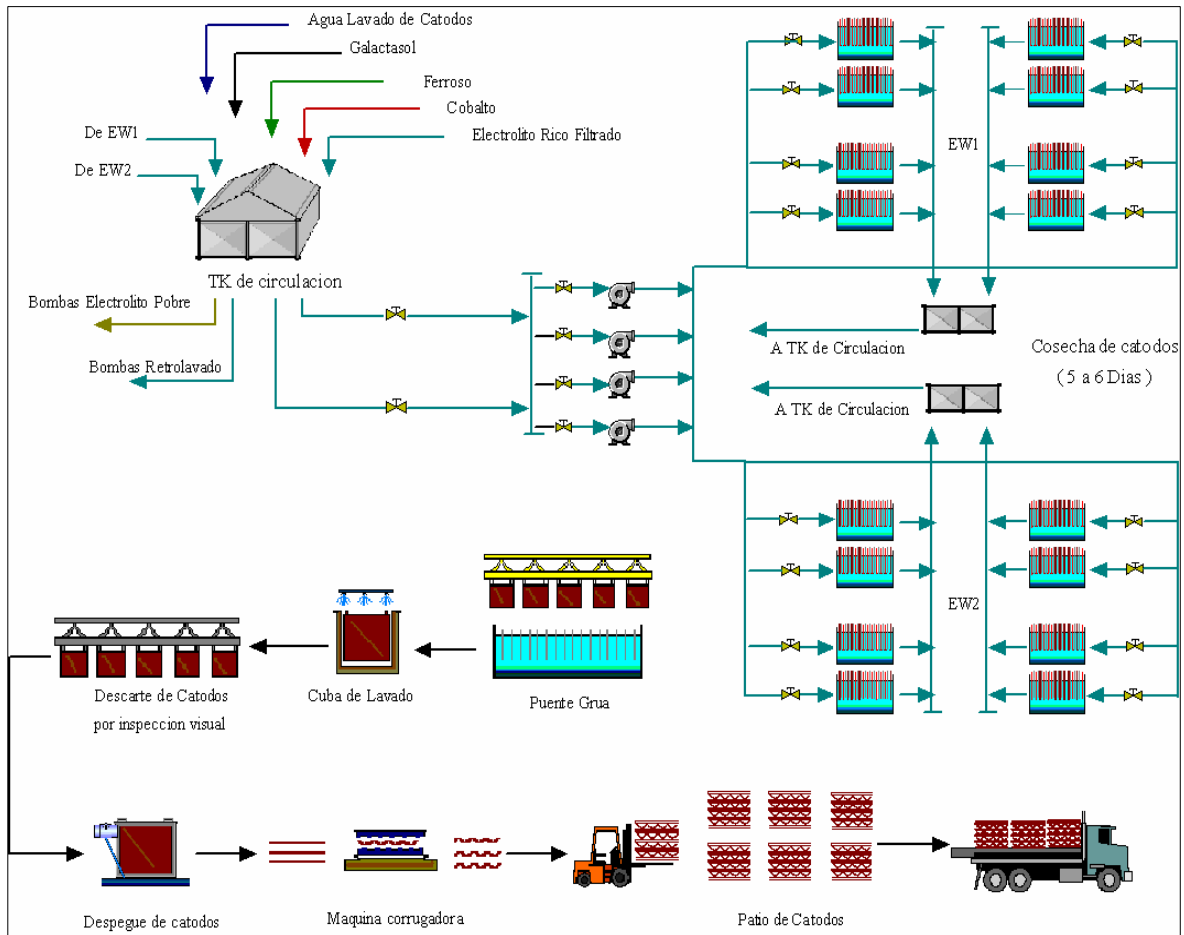 Agua Lavado de Catodos
Galactasol
Ferroso
Cobalto
De EW1
Electrolito Rico Filtrado
De EW2
TK de circulacion
Bombas Electrolito Pobre
Bombas Retrolavado
EW1
A TK de Circulacion
Cosecha de catodos
( 5 a 6 Dias )
A TK de Circulacion
EW2
Descarte de Catodos
por inspeccion visual
Cuba de Lavado
Puente Grua
Despegue de catodos
Maquina corrugadora
Patio de Catodos